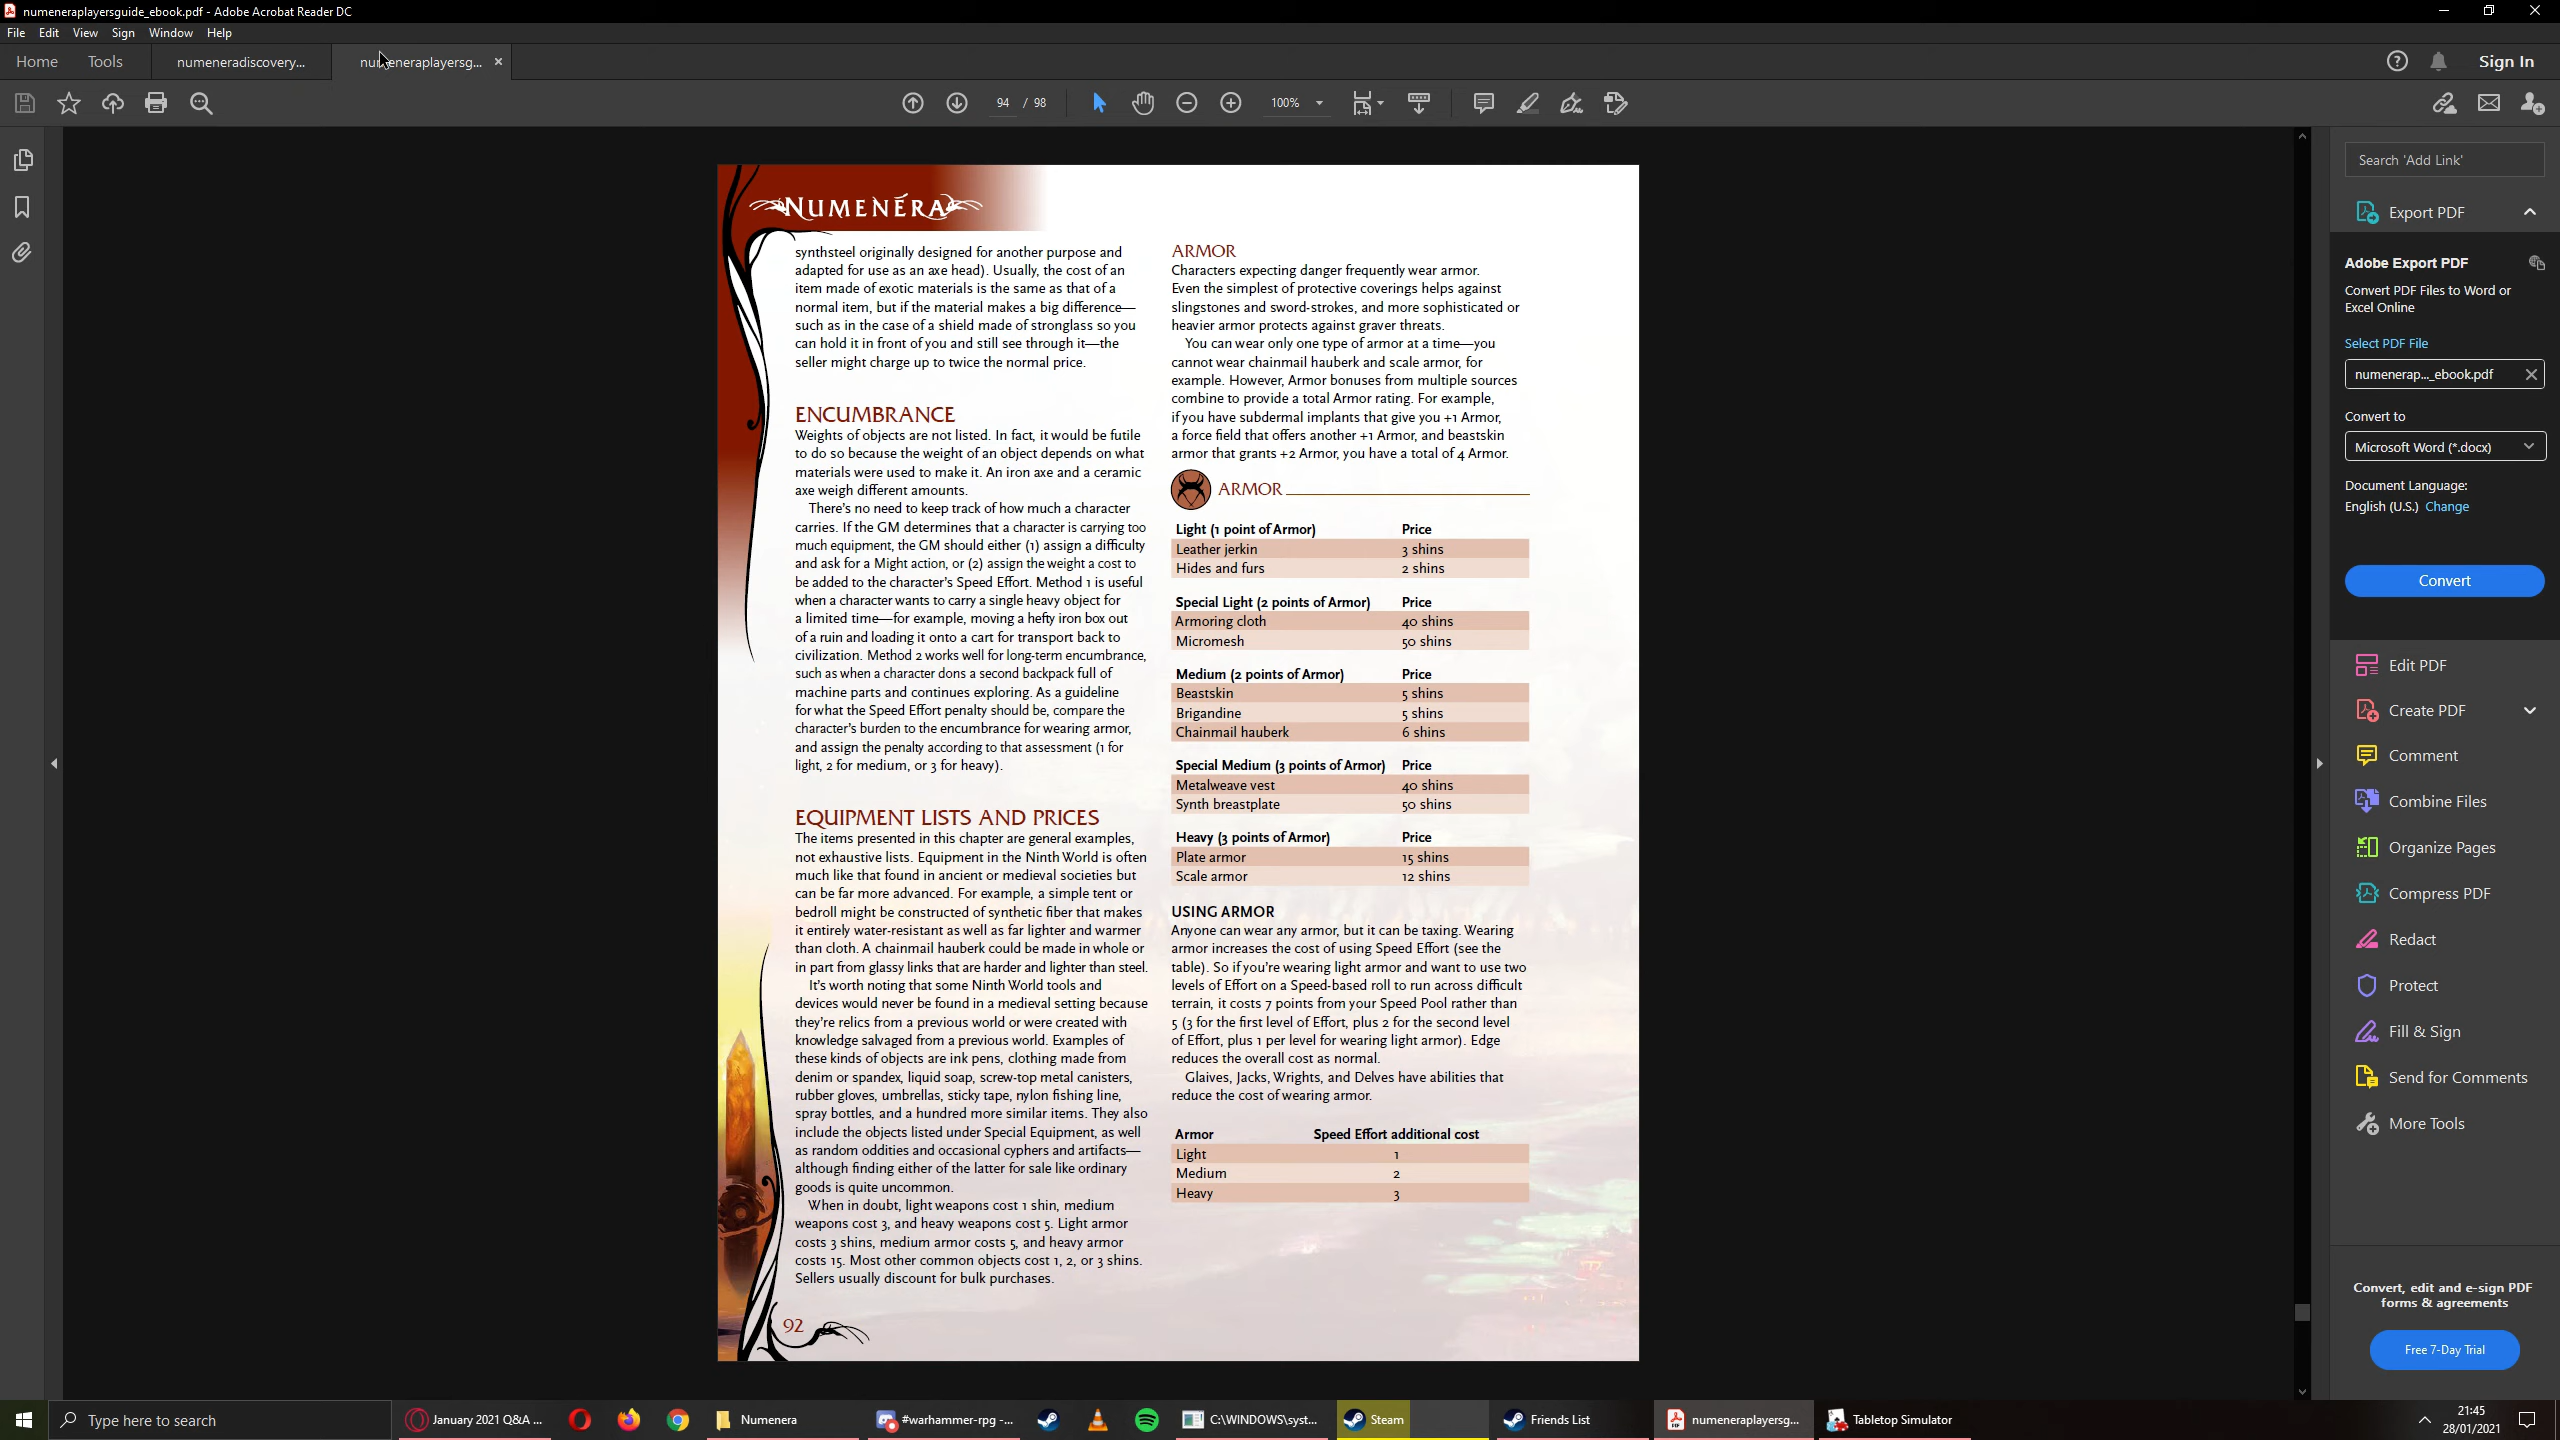 numeneraplayersguide_ebook.pdf - Adobe Acrobat Reader DC
File Edit View Sign Window Help
Home Tools numeneradiscovery... numeneraplayersg... ×
Sign In
94 / 98 100%
NUMENÉRA
synthsteel originally designed for another purpose and
adapted for use as an axe head). Usually, the cost of an
item made of exotic materials is the same as that of a
normal item, but if the material makes a big difference—
such as in the case of a shield made of stronglass so you
can hold it in front of you and still see through it—the
seller might charge up to twice the normal price.
ENCUMBRANCE
Weights of objects are not listed. In fact, it would be futile
to do so because the weight of an object depends on what
materials were used to make it. An iron axe and a ceramic
axe weigh different amounts.
There's no need to keep track of how much a character
carries. If the GM determines that a character is carrying too
much equipment, the GM should either (1) assign a difficulty
and ask for a Might action, or (2) assign the weight a cost to
be added to the character's Speed Effort. Method 1 is useful
when a character wants to carry a single heavy object for
a limited time—for example, moving a hefty iron box out
of a ruin and loading it onto a cart for transport back to
civilization. Method 2 works well for long-term encumbrance,
such as when a character dons a second backpack full of
machine parts and continues exploring. As a guideline
for what the Speed Effort penalty should be, compare the
character's burden to the encumbrance for wearing armor,
and assign the penalty according to that assessment (1 for
light, 2 for medium, or 3 for heavy).
EQUIPMENT LISTS AND PRICES
The items presented in this chapter are general examples,
not exhaustive lists. Equipment in the Ninth World is often
much like that found in ancient or medieval societies but
can be far more advanced. For example, a simple tent or
bedroll might be constructed of synthetic fiber that makes
it entirely water-resistant as well as far lighter and warmer
than cloth. A chainmail hauberk could be made in whole or
in part from glassy links that are harder and lighter than steel.
It's worth noting that some Ninth World tools and
devices would never be found in a medieval setting because
they're relics from a previous world or were created with
knowledge salvaged from a previous world. Examples of
these kinds of objects are ink pens, clothing made from
denim or spandex, liquid soap, screw-top metal canisters,
rubber gloves, umbrellas, sticky tape, nylon fishing line,
spray bottles, and a hundred more similar items. They also
include the objects listed under Special Equipment, as well
as random oddities and occasional cyphers and artifacts—
although finding either of the latter for sale like ordinary
goods is quite uncommon.
When in doubt, light weapons cost 1 shin, medium
weapons cost 3, and heavy weapons cost 5. Light armor
costs 3 shins, medium armor costs 5, and heavy armor
costs 15. Most other common objects cost 1, 2, or 3 shins.
Sellers usually discount for bulk purchases.
92
ARMOR
Characters expecting danger frequently wear armor.
Even the simplest of protective coverings helps against
slingstones and sword-strokes, and more sophisticated or
heavier armor protects against graver threats.
You can wear only one type of armor at a time—you
cannot wear chainmail hauberk and scale armor, for
example. However, Armor bonuses from multiple sources
combine to provide a total Armor rating. For example,
if you have subdermal implants that give you +1 Armor,
a force field that offers another +1 Armor, and beastskin
armor that grants +2 Armor, you have a total of 4 Armor.
ARMOR
Light (1 point of Armor) Price
Leather jerkin 3 shins
Hides and furs 2 shins
Special Light (2 points of Armor) Price
Armoring cloth 40 shins
Micromesh 50 shins
Medium (2 points of Armor) Price
Beastskin 5 shins
Brigandine 5 shins
Chainmail hauberk 6 shins
Special Medium (3 points of Armor) Price
Metalweave vest 40 shins
Synth breastplate 50 shins
Heavy (3 points of Armor) Price
Plate armor 15 shins
Scale armor 12 shins
USING ARMOR
Anyone can wear any armor, but it can be taxing. Wearing
armor increases the cost of using Speed Effort (see the
table). So if you're wearing light armor and want to use two
levels of Effort on a Speed-based roll to run across difficult
terrain, it costs 7 points from your Speed Pool rather than
5 (3 for the first level of Effort, plus 2 for the second level
of Effort, plus 1 per level for wearing light armor). Edge
reduces the overall cost as normal.
Glaives, Jacks, Wrights, and Delves have abilities that
reduce the cost of wearing armor.
Armor Speed Effort additional cost
Light 1
Medium 2
Heavy 3
Search 'Add Link'
Export PDF
Adobe Export PDF
Convert PDF Files to Word or
Excel Online
Select PDF File
numenerap..._ebook.pdf
Convert to
Microsoft Word (*.docx)
Document Language:
English (U.S.) Change
Convert
Edit PDF
Create PDF
Comment
Combine Files
Organize Pages
Compress PDF
Redact
Protect
Fill & Sign
Send for Comments
More Tools
Convert, edit and e-sign PDF
forms & agreements
Free 7-Day Trial
Type here to search
January 2021 Q&A ...
Numenera
#warhammer-rpg -...
C:\WINDOWS\syst...
Steam
Friends List
numeneraplayersg...
Tabletop Simulator
21:45
28/01/2021